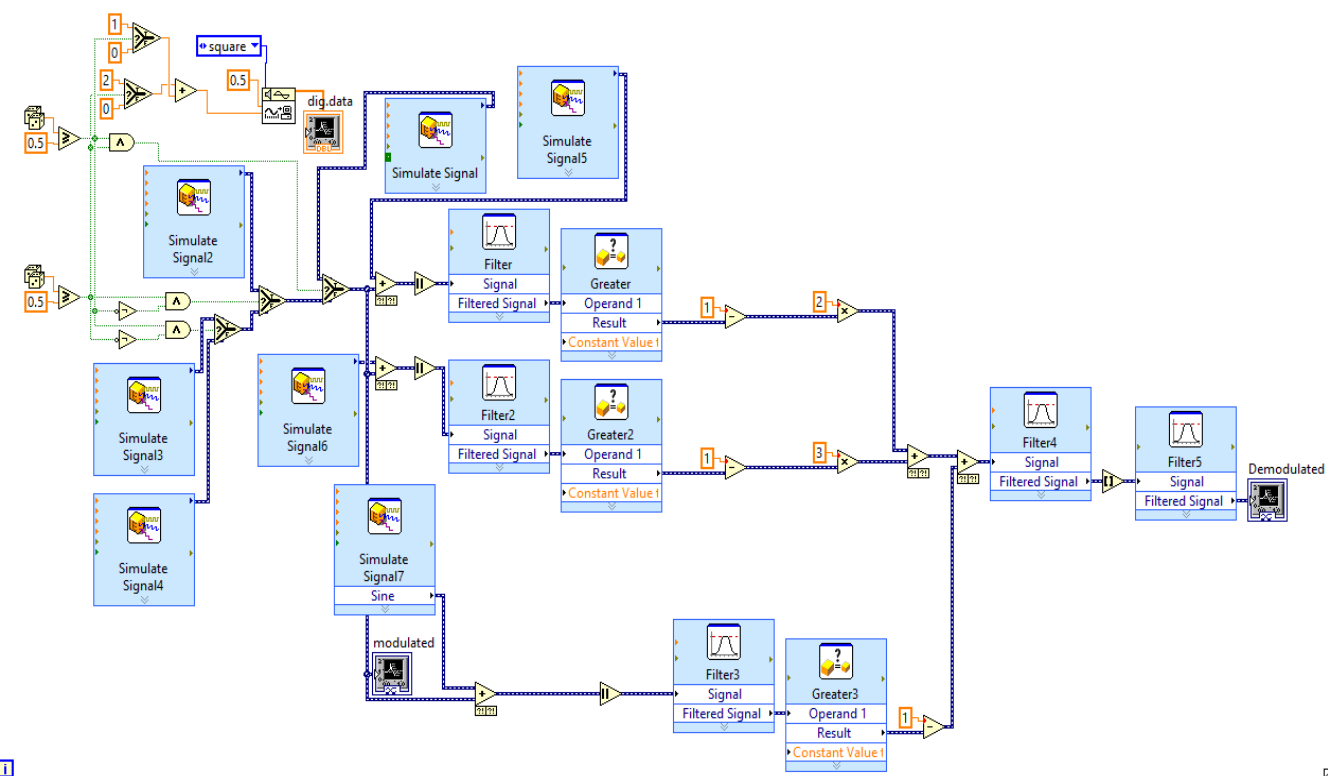 1
0
square
2
0
0.5
dig.data
DBL
0.5
Simulate Signal
Simulate
Signal5
Simulate
Signal2
0.5
Filter
Signal
Filtered Signal
Greater
Operand 1
Result
Constant Value
1
2
Simulate
Signal3
Simulate
Signal6
Filter2
Signal
Filtered Signal
Greater2
Operand 1
Result
Constant Value
1
3
Simulate
Signal4
Simulate
Signal7
Sine
modulated
Filter3
Signal
Filtered Signal
Greater3
Operand 1
Result
Constant Value
1
Filter4
Signal
Filtered Signal
Filter5
Signal
Filtered Signal
Demodulated
i